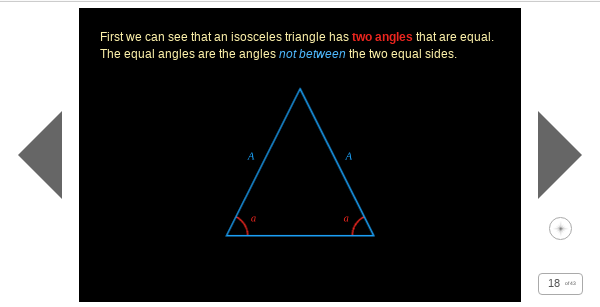 First we can see that an isosceles triangle has two angles that are equal.
The equal angles are the angles not between the two equal sides.
A
A
a
a
18 of 43